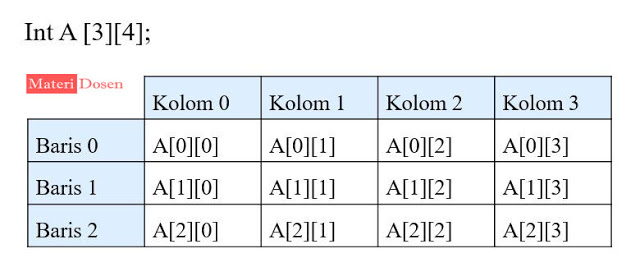 Int A [3][4];
Materi Dosen
Kolom 0 Kolom 1 Kolom 2 Kolom 3
Baris 0 A[0][0] A[0][1] A[0][2] A[0][3]
Baris 1 A[1][0] A[1][1] A[1][2] A[1][3]
Baris 2 A[2][0] A[2][1] A[2][2] A[2][3]